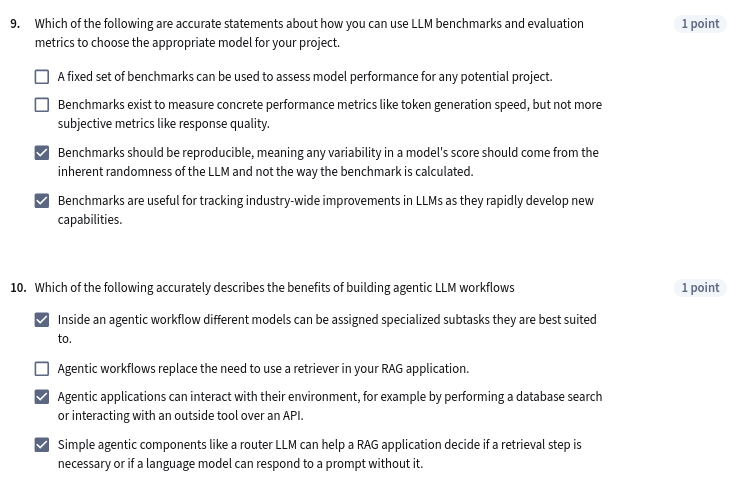 9. Which of the following are accurate statements about how you can use LLM benchmarks and evaluation 1 point
metrics to choose the appropriate model for your project.
A fixed set of benchmarks can be used to assess model performance for any potential project.
Benchmarks exist to measure concrete performance metrics like token generation speed, but not more
subjective metrics like response quality.
Benchmarks should be reproducible, meaning any variability in a model's score should come from the
inherent randomness of the LLM and not the way the benchmark is calculated.
Benchmarks are useful for tracking industry-wide improvements in LLMs as they rapidly develop new
capabilities.
10. Which of the following accurately describes the benefits of building agentic LLM workflows 1 point
Inside an agentic workflow different models can be assigned specialized subtasks they are best suited
to.
Agentic workflows replace the need to use a retriever in your RAG application.
Agentic applications can interact with their environment, for example by performing a database search
or interacting with an outside tool over an API.
Simple agentic components like a router LLM can help a RAG application decide if a retrieval step is
necessary or if a language model can respond to a prompt without it.